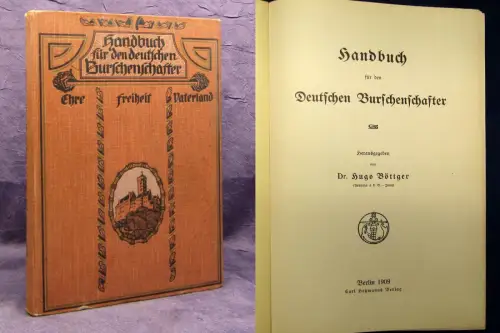 Handbuch
für den deutschen
Burschenschafter
Ehre Freiheit Vaterland
Handbuch
für den
Deutschen Burschenschafter
Herausgegeben
von
Dr. Hugo Böttger
Berlin 1909
Carl Heymanns Verlag